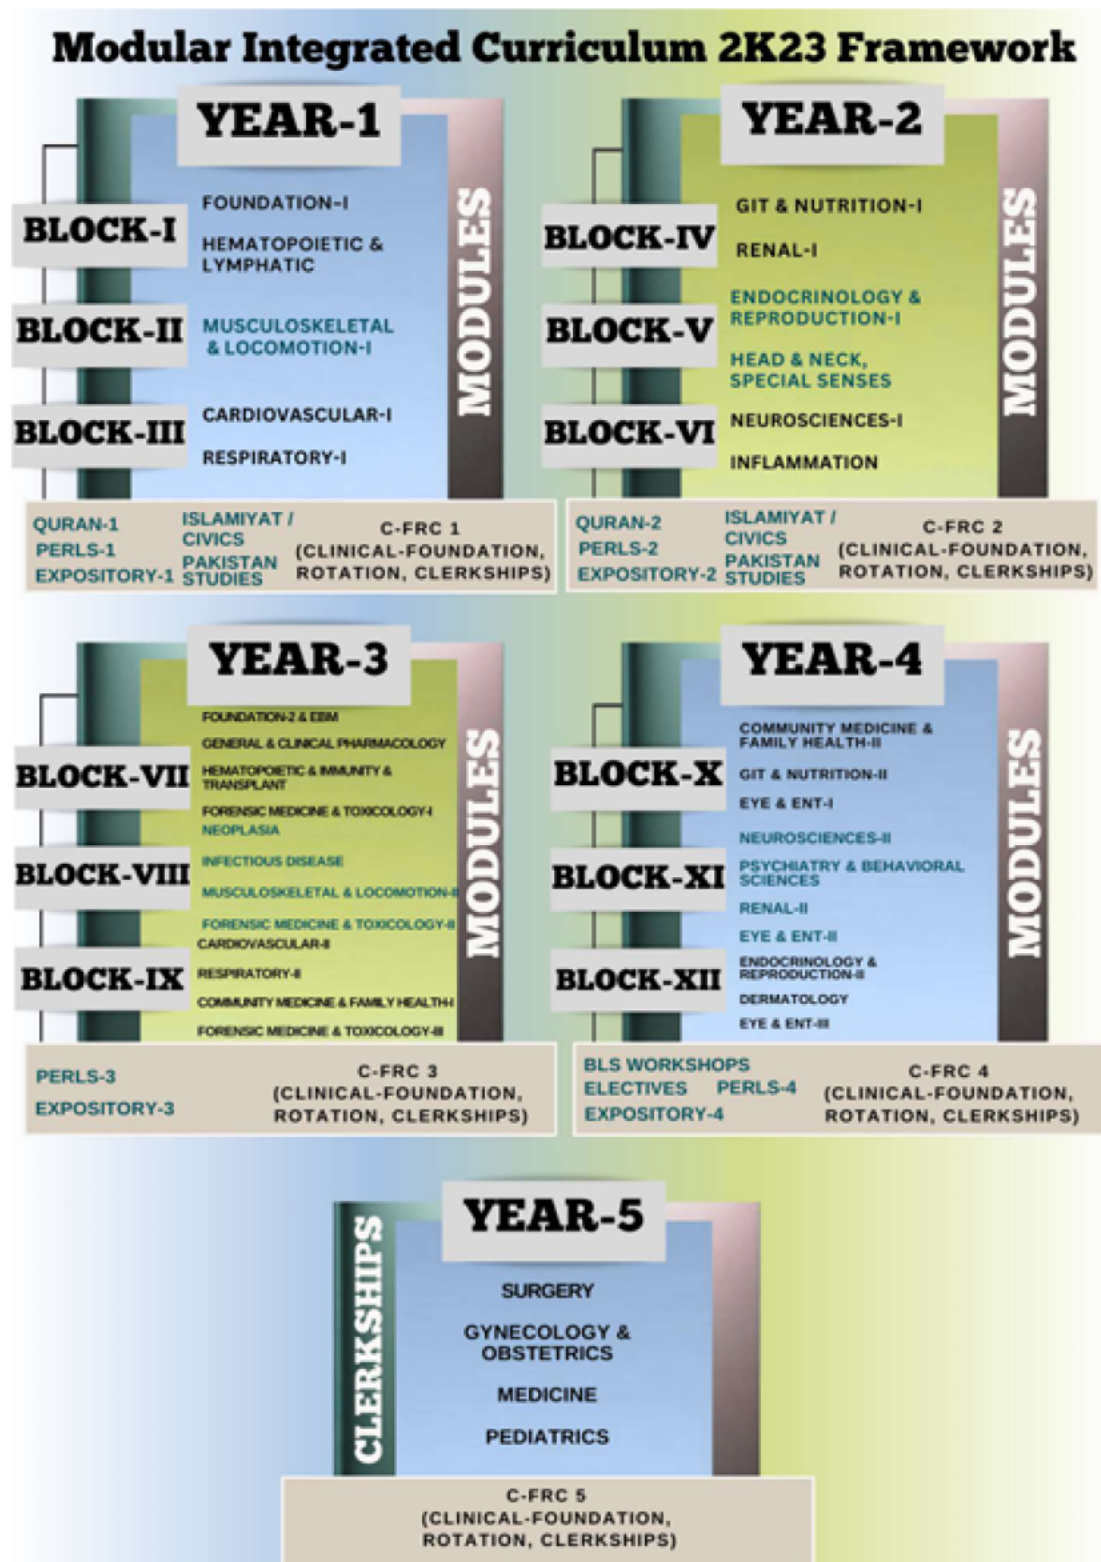 Modular Integrated Curriculum 2K23 Framework
YEAR-1
MODULES
BLOCK-I
FOUNDATION-I
HEMATOPOIETIC &
LYMPHATIC
BLOCK-II
MUSCULOSKELETAL
& LOCOMOTION-I
BLOCK-III
CARDIOVASCULAR-I
RESPIRATORY-I
QURAN-1
PERLS-1
EXPOSITORY-1
ISLAMIYAT /
CIVICS
PAKISTAN
STUDIES
C-FRC 1
(CLINICAL-FOUNDATION,
ROTATION, CLERKSHIPS)
YEAR-2
MODULES
BLOCK-IV
GIT & NUTRITION-I
RENAL-I
BLOCK-V
ENDOCRINOLOGY &
REPRODUCTION-I
HEAD & NECK,
SPECIAL SENSES
BLOCK-VI
NEUROSCIENCES-I
INFLAMMATION
QURAN-2
PERLS-2
EXPOSITORY-2
ISLAMIYAT /
CIVICS
PAKISTAN
STUDIES
C-FRC 2
(CLINICAL-FOUNDATION,
ROTATION, CLERKSHIPS)
YEAR-3
MODULES
BLOCK-VII
FOUNDATION-2 & EBM
GENERAL & CLINICAL PHARMACOLOGY
HEMATOPOIETIC & IMMUNITY &
TRANSPLANT
FORENSIC MEDICINE & TOXICOLOGY-I
BLOCK-VIII
NEOPLASIA
INFECTIOUS DISEASE
MUSCULOSKELETAL & LOCOMOTION-II
FORENSIC MEDICINE & TOXICOLOGY-II
BLOCK-IX
CARDIOVASCULAR-II
RESPIRATORY-II
COMMUNITY MEDICINE & FAMILY HEALTH-I
FORENSIC MEDICINE & TOXICOLOGY-III
PERLS-3
EXPOSITORY-3
C-FRC 3
(CLINICAL-FOUNDATION,
ROTATION, CLERKSHIPS)
YEAR-4
MODULES
BLOCK-X
COMMUNITY MEDICINE &
FAMILY HEALTH-II
GIT & NUTRITION-II
EYE & ENT-I
BLOCK-XI
NEUROSCIENCES-II
PSYCHIATRY & BEHAVIORAL
SCIENCES
RENAL-II
EYE & ENT-II
BLOCK-XII
ENDOCRINOLOGY &
REPRODUCTION-II
DERMATOLOGY
EYE & ENT-III
BLS WORKSHOPS
ELECTIVES PERLS-4
EXPOSITORY-4
C-FRC 4
(CLINICAL-FOUNDATION,
ROTATION, CLERKSHIPS)
YEAR-5
CLERKSHIPS
SURGERY
GYNECOLOGY &
OBSTETRICS
MEDICINE
PEDIATRICS
C-FRC 5
(CLINICAL-FOUNDATION,
ROTATION, CLERKSHIPS)